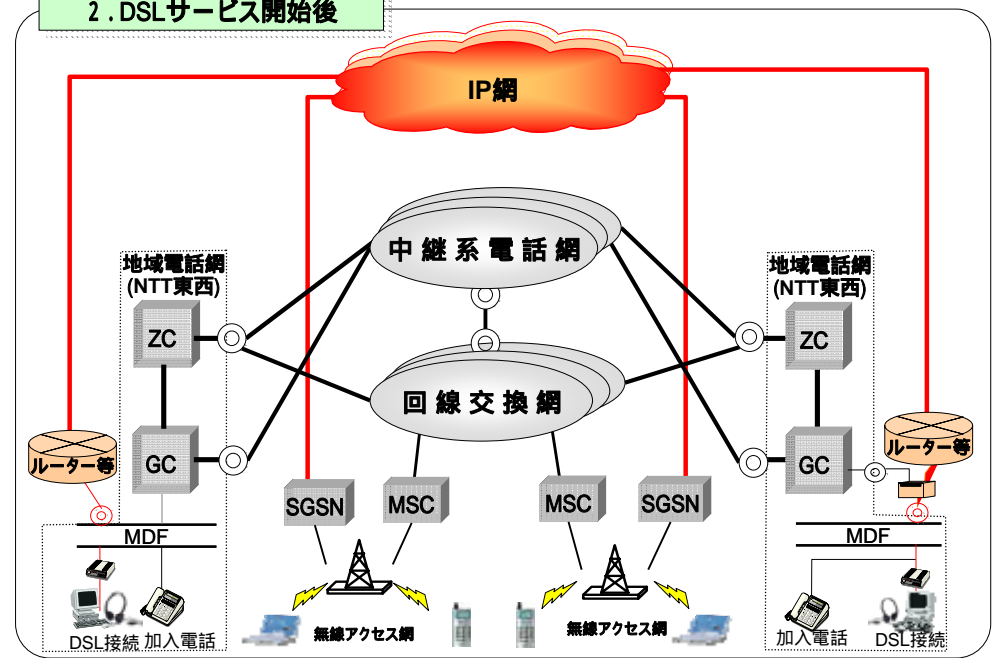 2．DSLサービス開始後
IP網
中継系電話網
地域電話網
(NTT東西)
地域電話網
(NTT東西)
ZC
ZC
回線交換網
ルーター等
GC
GC
ルーター等
SGSN
MSC
MSC
SGSN
MDF
MDF
無線アクセス網
無線アクセス網
DSL接続
加入電話
加入電話
DSL接続